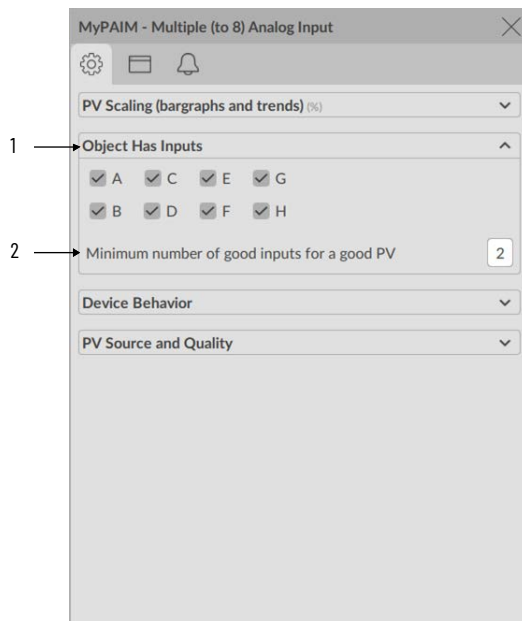 MyPAIM - Multiple (to 8) Analog Input
PV Scaling (bargraphs and trends) (%)
1 Object Has Inputs
A C E G
B D F H
2 Minimum number of good inputs for a good PV 2
Device Behavior
PV Source and Quality